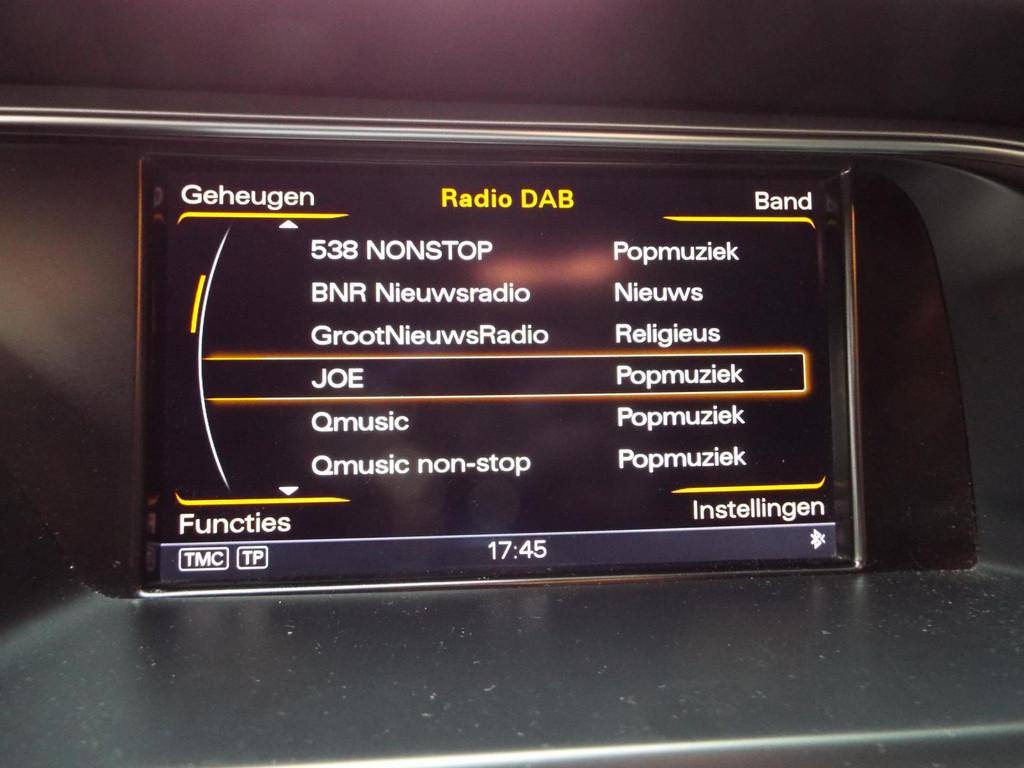 Geheugen Radio DAB Band
538 NONSTOP Popmuziek
BNR Nieuwsradio Nieuws
GrootNieuwsRadio Religieus
JOE Popmuziek
Qmusic Popmuziek
Qmusic non-stop Popmuziek
Functies Instellingen
TMC TP 17:45